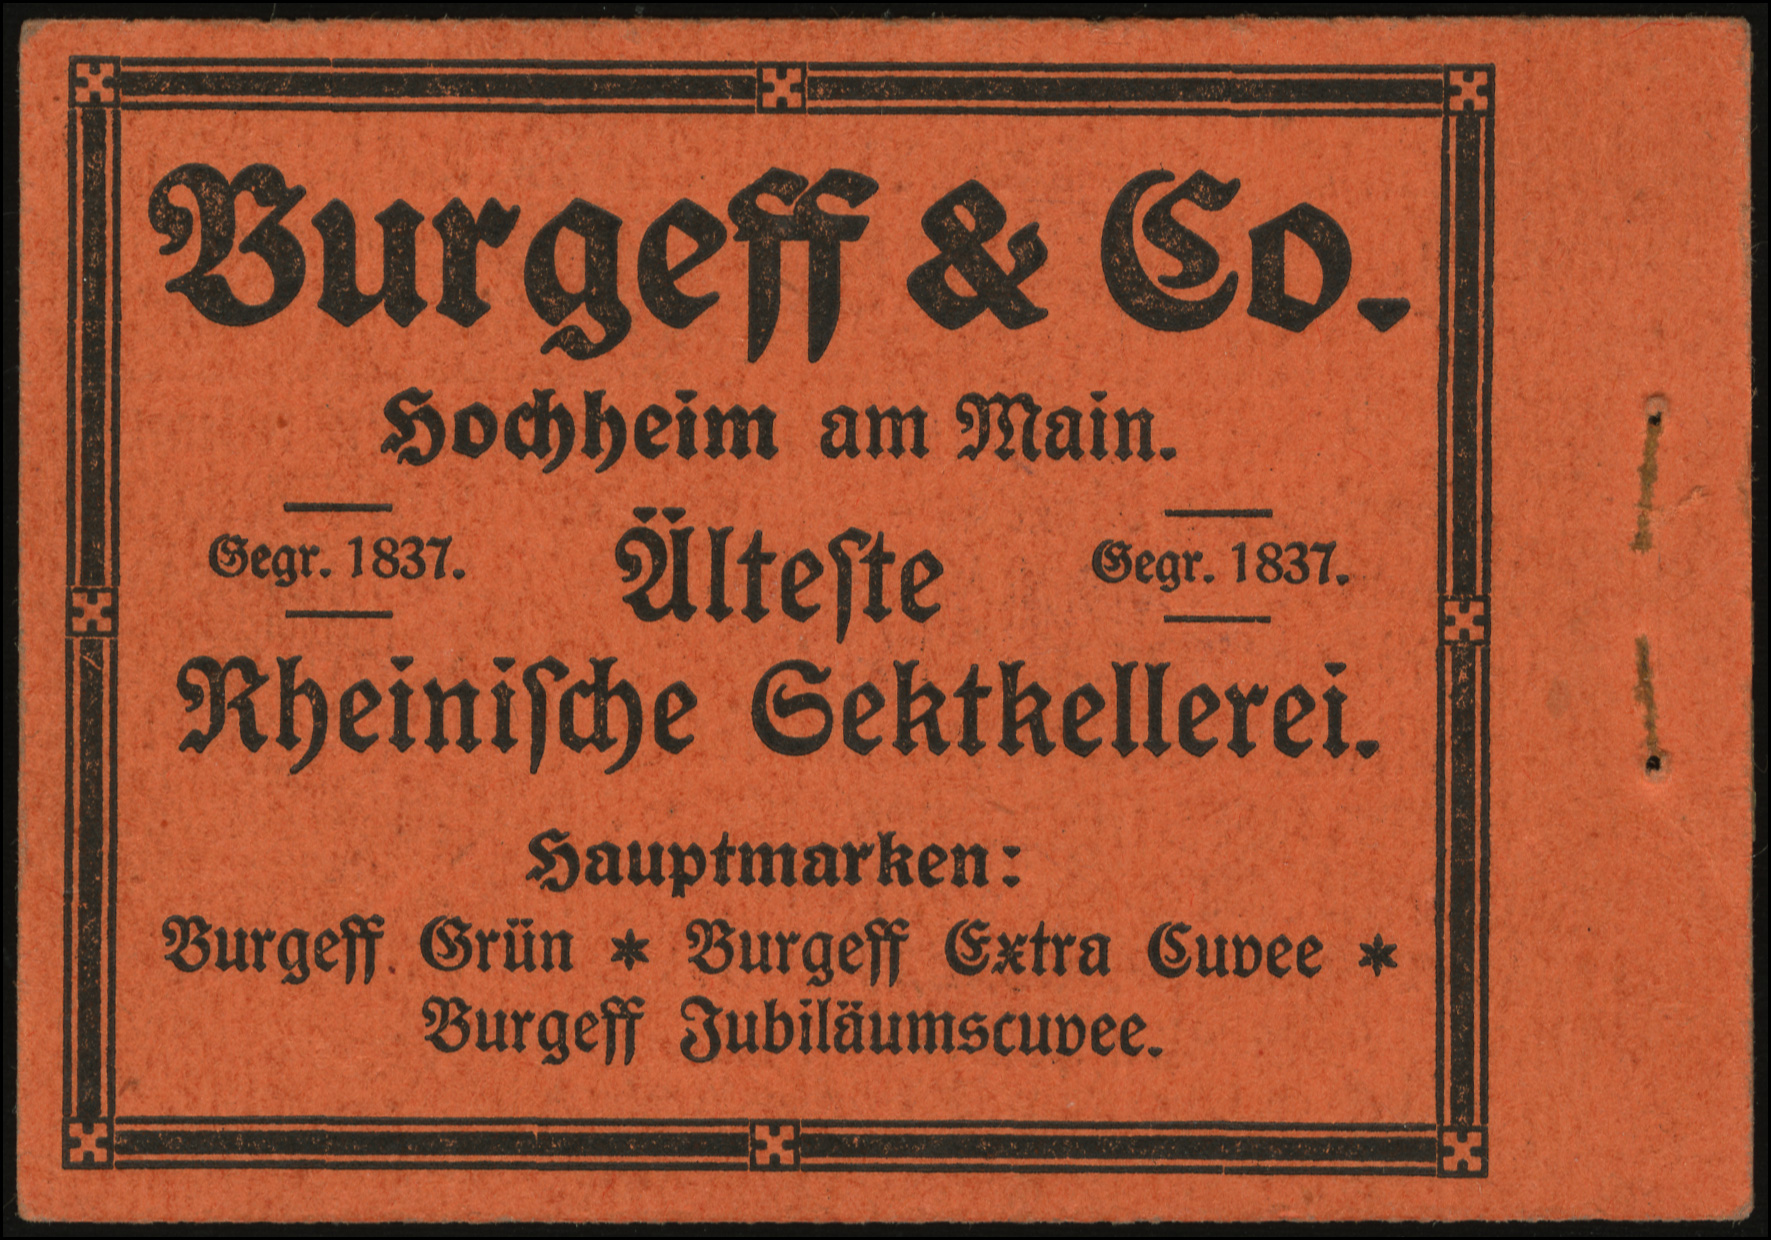 Burgeff & Co.
Hochheim am Main.
Gegr. 1837. Älteste Gegr. 1837.
Rheinische Sektkellerei.
Hauptmarken:
Burgeff Grün * Burgeff Extra Cuvee *
Burgeff Jubiläumscuvee.